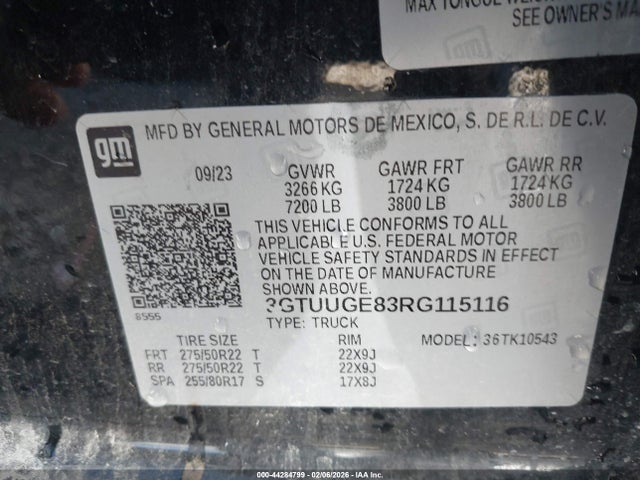 MAX TONGUE WEIGHT
SEE OWNER'S MA
gm
MFD BY GENERAL MOTORS DE MEXICO, S. DE R.L. DE C.V.
09/23 GVWR GAWR FRT GAWR RR
3266 KG 1724 KG 1724 KG
7200 LB 3800 LB 3800 LB
THIS VEHICLE CONFORMS TO ALL
APPLICABLE U.S. FEDERAL MOTOR
VEHICLE SAFETY STANDARDS IN EFFECT
ON THE DATE OF MANUFACTURE
SHOWN ABOVE.
8555
3GTUUGE83RG115116
TYPE: TRUCK MODEL: 36TK10543
TIRE SIZE RIM
FRT 275/50R22 T 22X9J
RR 275/50R22 T 22X9J
SPA 255/80R17 S 17X8J
000-44284799 - 02/06/2026 - IAA Inc.